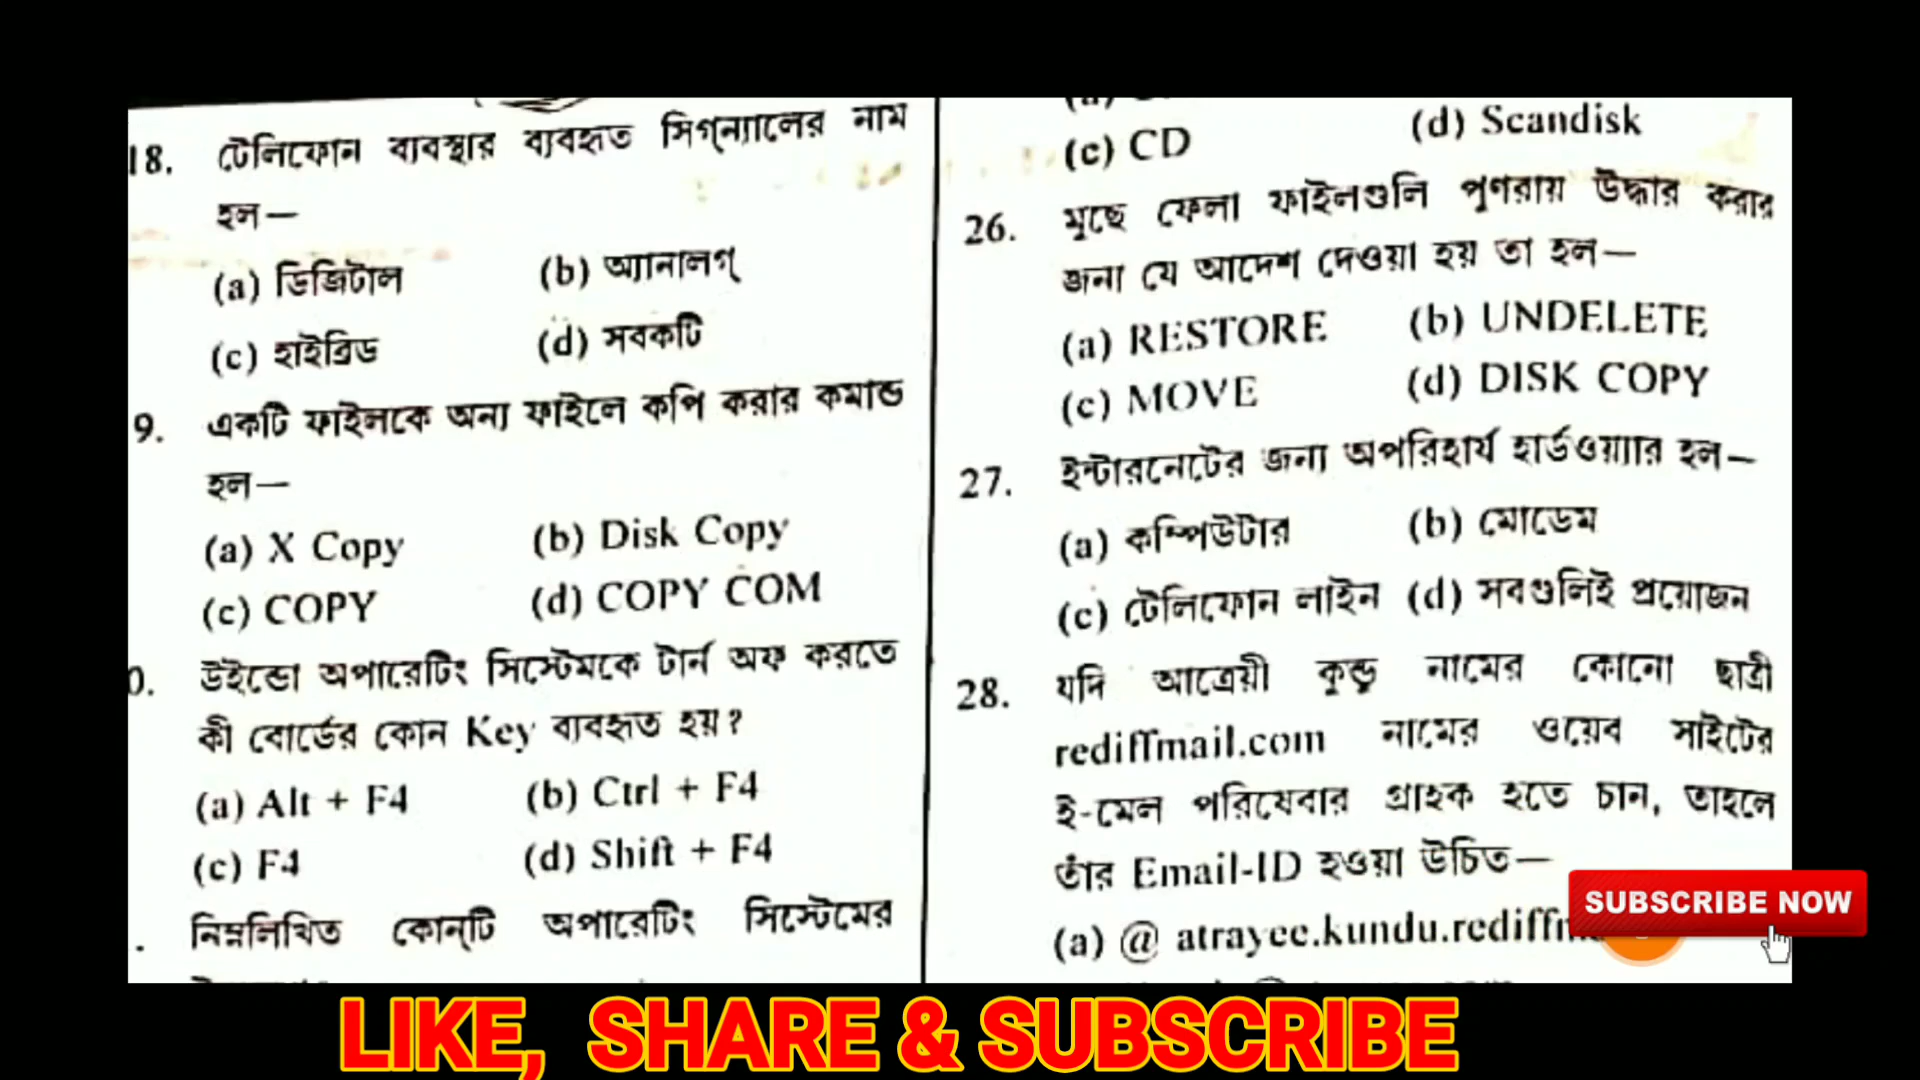 18. টেলিফোন ব্যবস্থার ব্যবহৃত সিগ্‌ন্যালের নাম
হল—
(a) ডিজিটাল (b) অ্যানালগ্
(c) হাইব্রিড (d) সবকটি
9. একটি ফাইলকে অন্য ফাইলে কপি করার কমান্ড
হল—
(a) X Copy (b) Disk Copy
(c) COPY (d) COPY COM
0. উইন্ডো অপারেটিং সিস্টেমকে টার্ন অফ করতে
কী বোর্ডের কোন Key ব্যবহৃত হয়?
(a) Alt + F4 (b) Ctrl + F4
(c) F4 (d) Shift + F4
. নিম্নলিখিত কোন্‌টি অপারেটিং সিস্টেমের
(c) CD (d) Scandisk
26. মুছে ফেলা ফাইলগুলি পুণরায় উদ্ধার করার
জন্য যে আদেশ দেওয়া হয় তা হল—
(a) RESTORE (b) UNDELETE
(c) MOVE (d) DISK COPY
27. ইন্টারনেটের জন্য অপরিহার্য হার্ডওয়্যার হল—
(a) কম্পিউটার (b) মোডেম
(c) টেলিফোন লাইন (d) সবগুলিই প্রয়োজন
28. যদি আত্রেয়ী কুন্ডু নামের কোনো ছাত্রী
rediffmail.com নামের ওয়েব সাইটের
ই-মেল পরিষেবার গ্রাহক হতে চান, তাহলে
তাঁর Email-ID হওয়া উচিত—
(a) @ atrayee.kundu.rediffm
SUBSCRIBE NOW
LIKE, SHARE & SUBSCRIBE